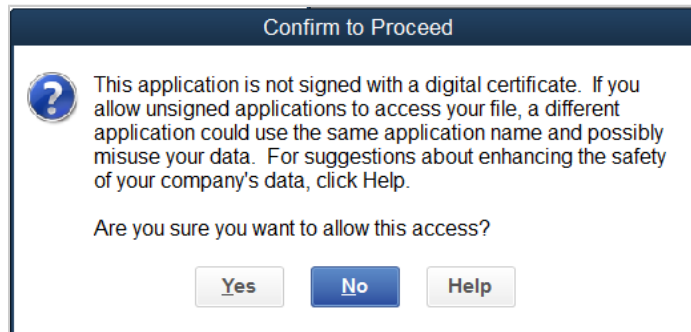 Confirm to Proceed
This application is not signed with a digital certificate.  If you
allow unsigned applications to access your file, a different
application could use the same application name and possibly
misuse your data.  For suggestions about enhancing the safety
of your company's data, click Help.
Are you sure you want to allow this access?
Yes No Help